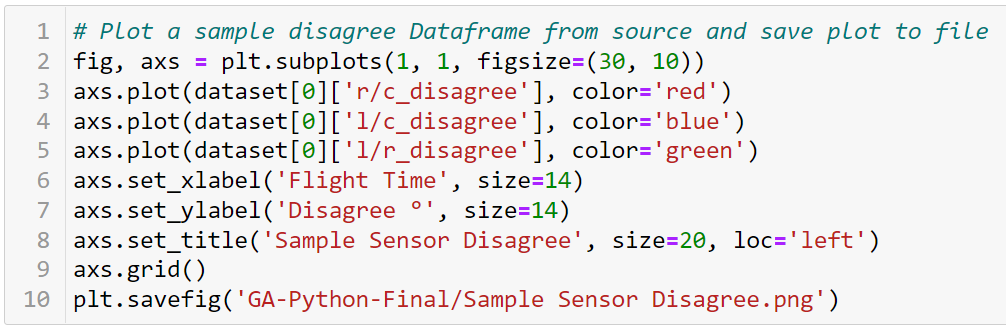 1 # Plot a sample disagree Dataframe from source and save plot to file
2 fig, axs = plt.subplots(1, 1, figsize=(30, 10))
3 axs.plot(dataset[0]['r/c_disagree'], color='red')
4 axs.plot(dataset[0]['l/c_disagree'], color='blue')
5 axs.plot(dataset[0]['l/r_disagree'], color='green')
6 axs.set_xlabel('Flight Time', size=14)
7 axs.set_ylabel('Disagree º', size=14)
8 axs.set_title('Sample Sensor Disagree', size=20, loc='left')
9 axs.grid()
10 plt.savefig('GA-Python-Final/Sample Sensor Disagree.png')